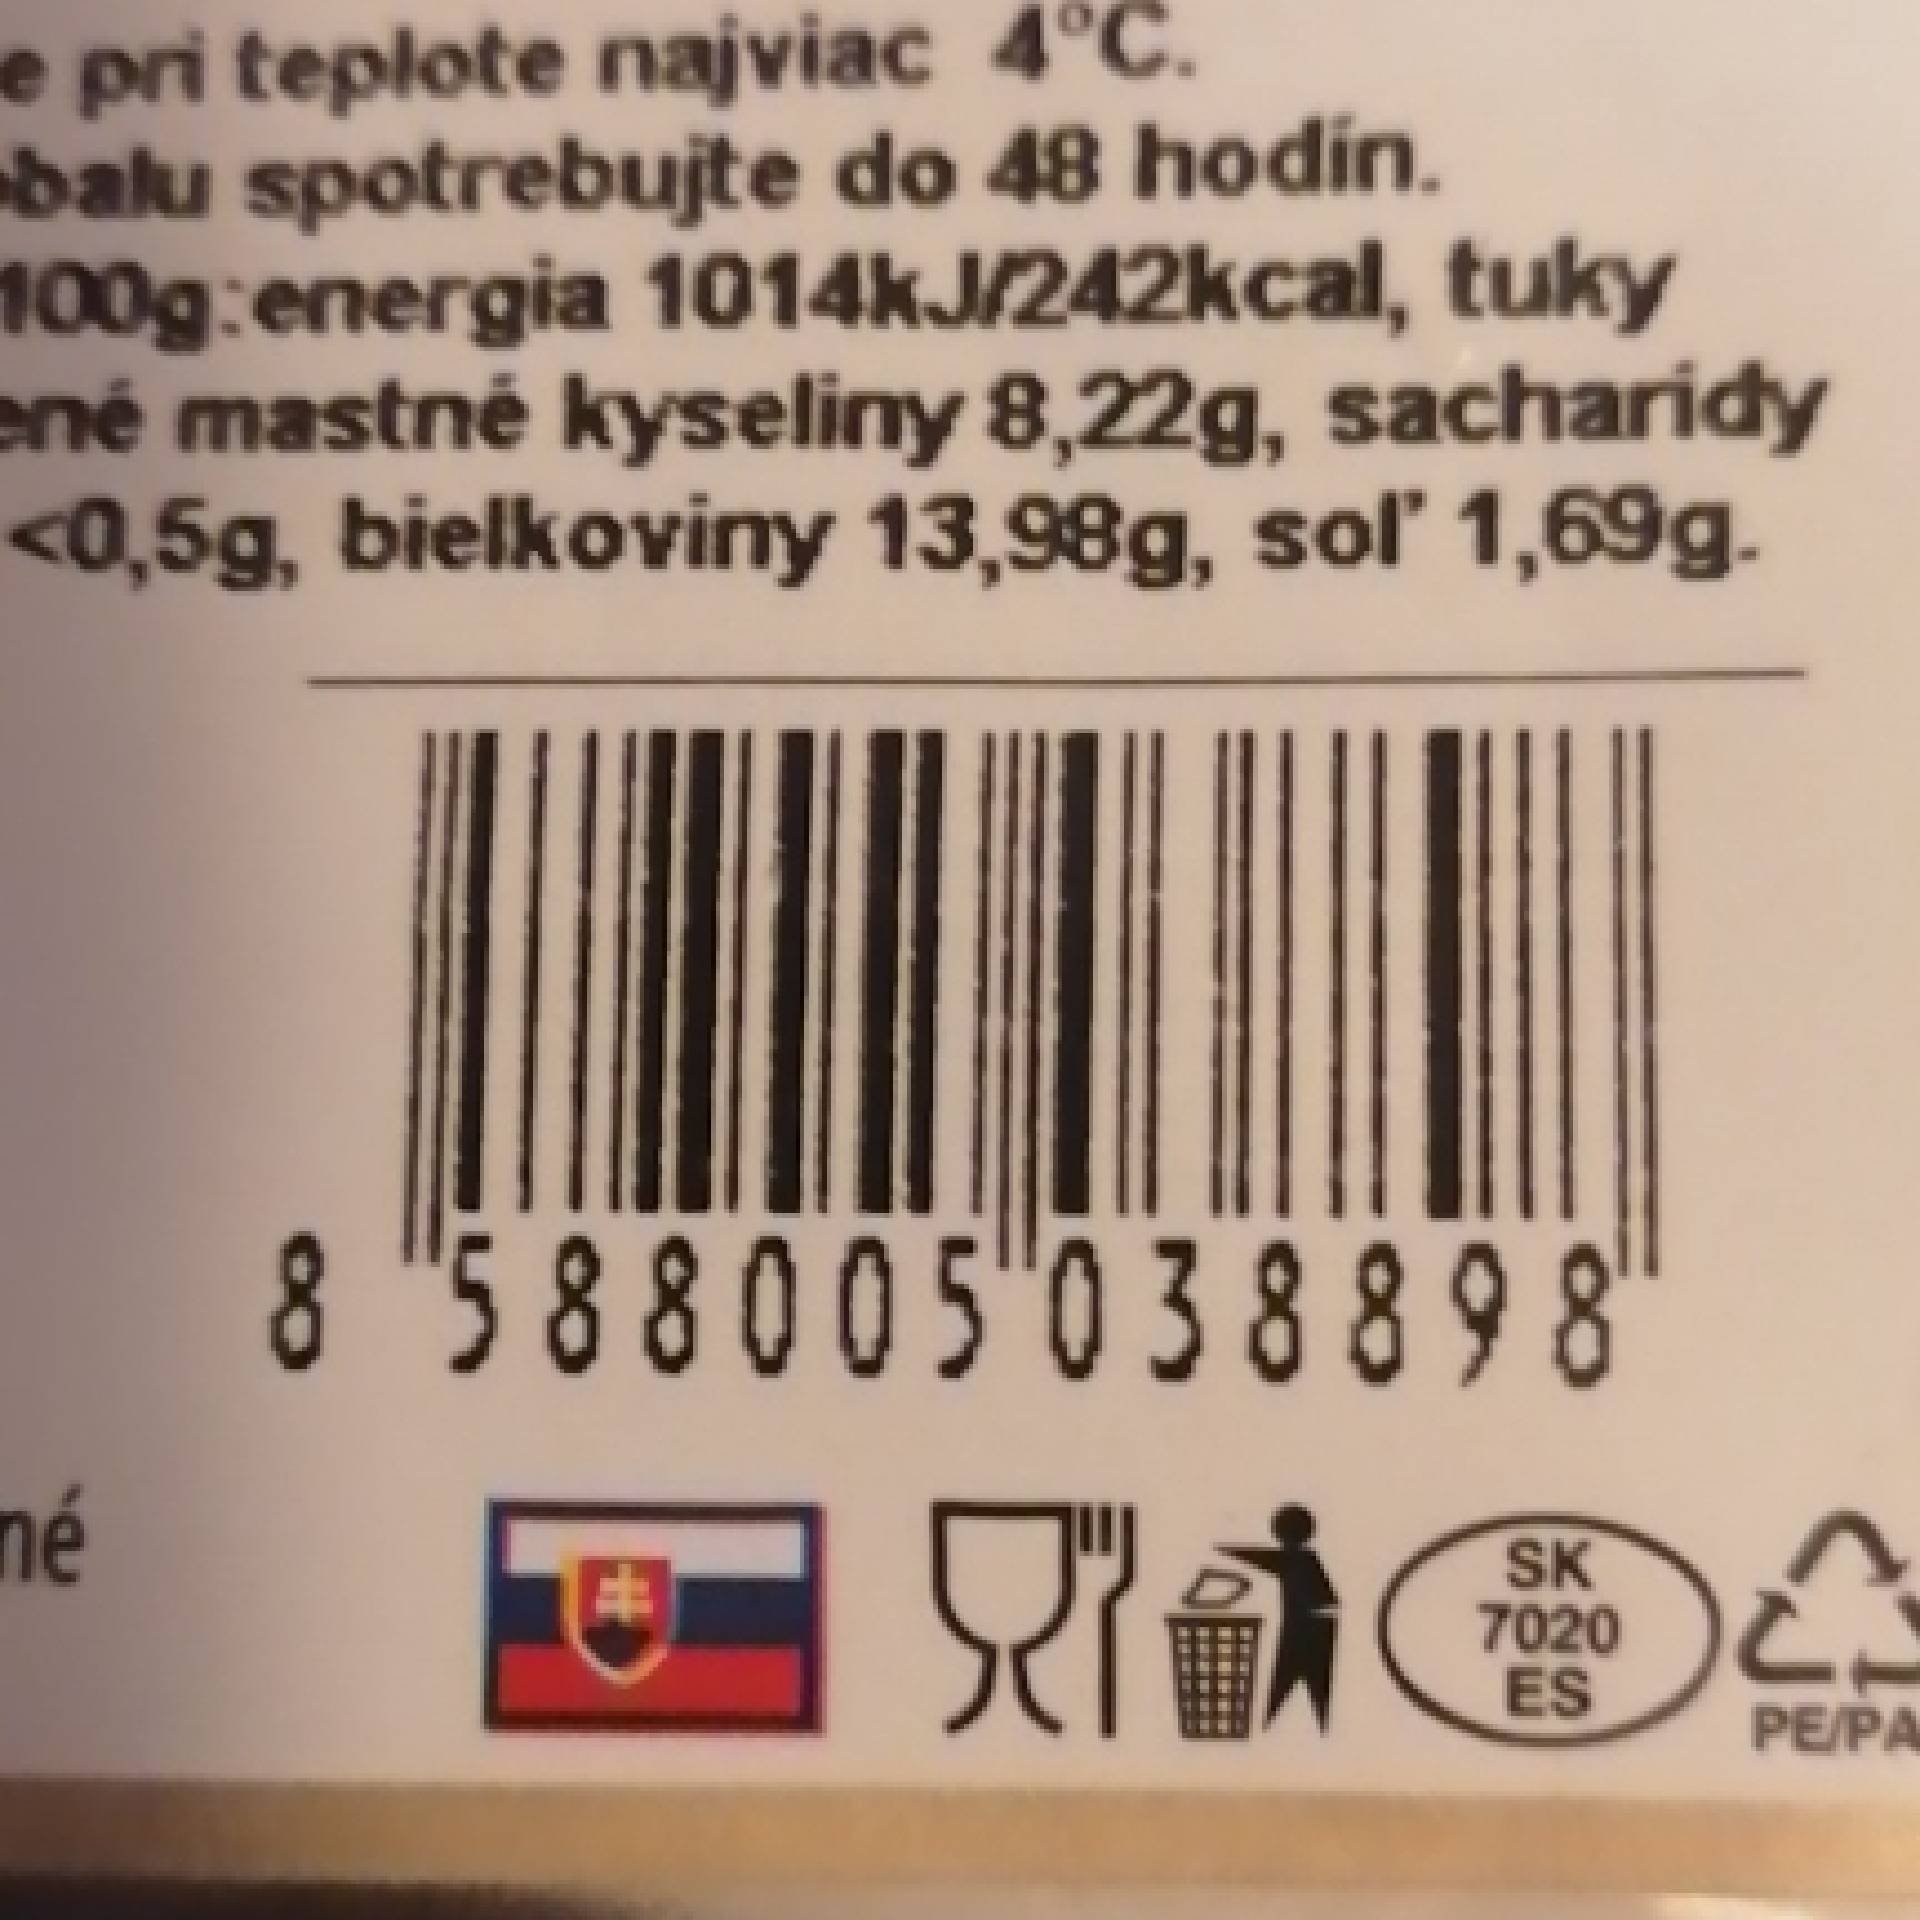 e pri teplote najviac 4°C.
obalu spotrebujte do 48 hodín.
100g:energia 1014kJ/242kcal, tuky
ené mastné kyseliny 8,22g, sacharidy
<0,5g, bielkoviny 13,98g, soľ 1,69g.
8 588005 038898
né
SK
7020
ES
PE/PA